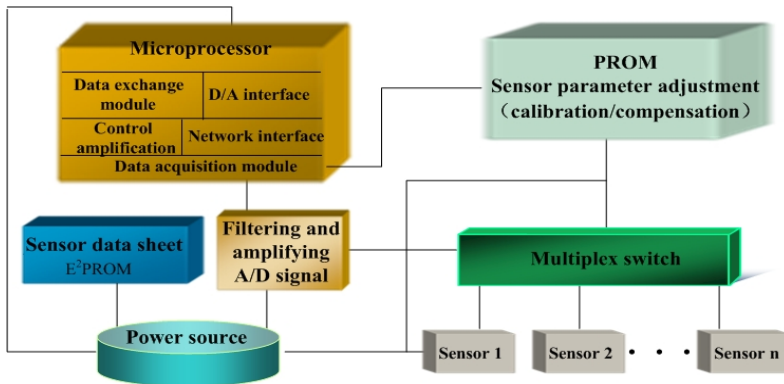 Microprocessor
Data exchange
module
D/A interface
Control
amplification
Network interface
Data acquisition module
PROM
Sensor parameter adjustment
（calibration/compensation）
Sensor data sheet
E²PROM
Filtering and
amplifying
A/D signal
Multiplex switch
Power source
Sensor 1
Sensor 2
• • •
Sensor n